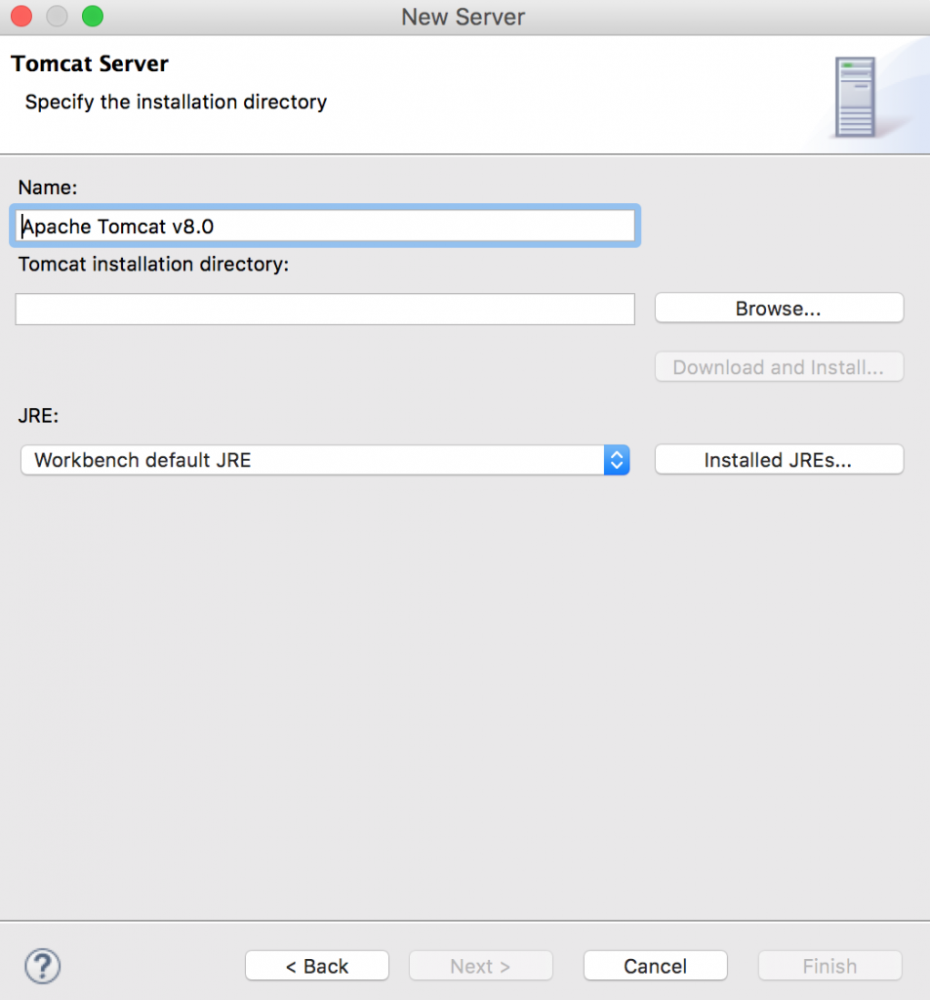 New Server
Tomcat Server
Specify the installation directory
Name:
Apache Tomcat v8.0
Tomcat installation directory:
Browse...
Download and Install...
JRE:
Workbench default JRE
Installed JREs...
?
< Back
Next >
Cancel
Finish